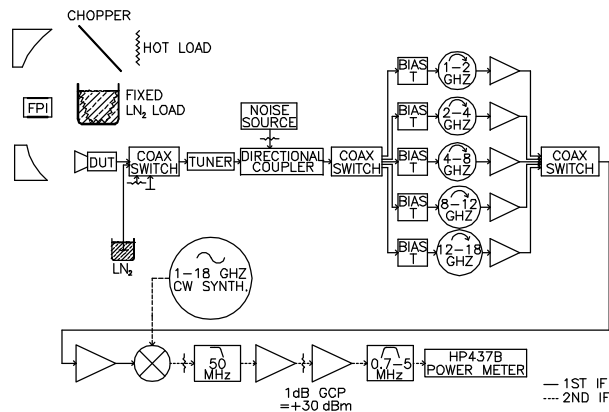 CHOPPER
HOT LOAD
FPI
FIXED
LN₂ LOAD
NOISE
SOURCE
DUT
COAX
SWITCH
TUNER
DIRECTIONAL
COUPLER
COAX
SWITCH
BIAS
T
1-2
GHZ
BIAS
T
2-4
GHZ
BIAS
T
4-8
GHZ
BIAS
T
8-12
GHZ
BIAS
T
12-18
GHZ
COAX
SWITCH
LN₂
1-18 GHZ
CW SYNTH.
50
MHz
1dB GCP
=+30 dBm
0.7-5
MHz
HP437B
POWER METER
1ST IF
2ND IF